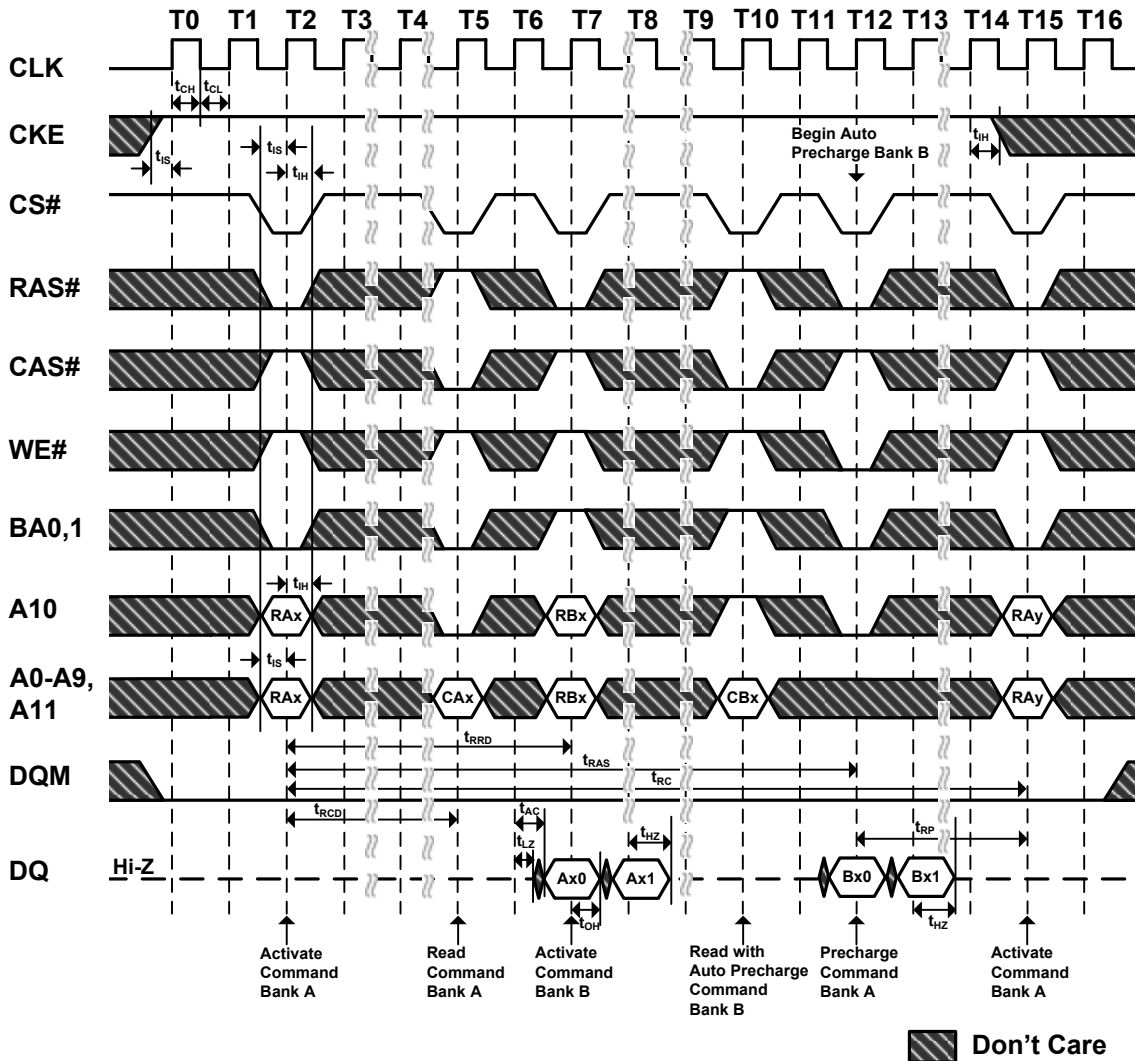 T0 T1 T2 T3 T4 T5 T6 T7 T8 T9 T10 T11 T12 T13 T14 T15 T16
CLK
tCH tCL
CKE
tIS
tIS
tIH
Begin Auto
Precharge Bank B
tIH
CS#
RAS#
CAS#
WE#
BA0,1
tIH
A10
RAx RBx RAy
tIS
A0-A9,
A11
RAx CAx RBx CBx RAy
tRRD
tRAS
tRC
DQM
tRCD
tAC
tLZ
tHZ
tRP
DQ
Hi-Z
Ax0 Ax1 Bx0 Bx1
tOH
tHZ
Activate
Command
Bank A
Read
Command
Bank A
Activate
Command
Bank B
Read with
Auto Precharge
Command
Bank B
Precharge
Command
Bank A
Activate
Command
Bank A
Don't Care